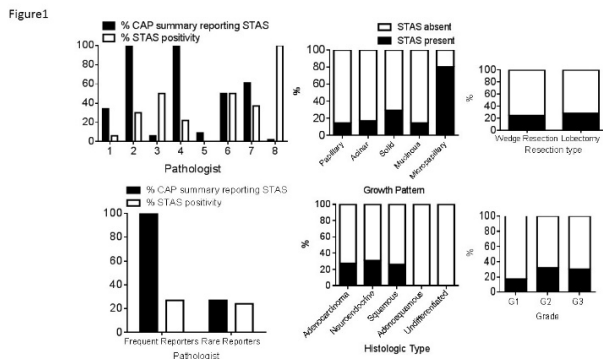 Figure1
% CAP summary reporting STAS
% STAS positivity
100
80
60
40
20
0
1 2 3 4 5 6 7 8
Pathologist
STAS absent
STAS present
%
100
80
60
40
20
0
Papillary
Acinar
Solid
Mucinous
Micropapillary
Growth Pattern
%
100
80
60
40
20
0
Wedge Resection Lobectomy
Resection type
% CAP summary reporting STAS
% STAS positivity
100
80
60
40
20
0
Frequent Reporters Rare Reporters
Pathologist
%
100
80
60
40
20
0
Adenocarcinoma
Neuroendocrine
Squamous
Adenosquamous
Undifferentiated
Histologic Type
%
100
80
60
40
20
0
G1 G2 G3
Grade